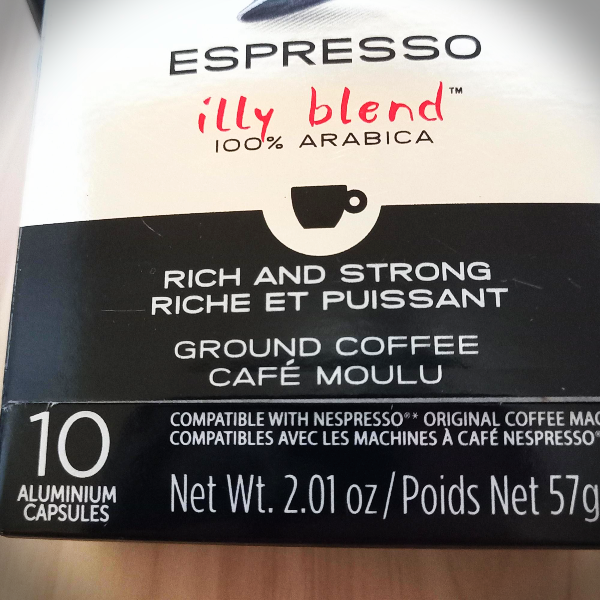 ESPRESSO
illy blend™
100% ARABICA
RICH AND STRONG
RICHE ET PUISSANT
GROUND COFFEE
CAFÉ MOULU
10
ALUMINIUM
CAPSULES
COMPATIBLE WITH NESPRESSO®* ORIGINAL COFFEE MAC
COMPATIBLES AVEC LES MACHINES À CAFÉ NESPRESSO®
Net Wt. 2.01 oz/Poids Net 57g